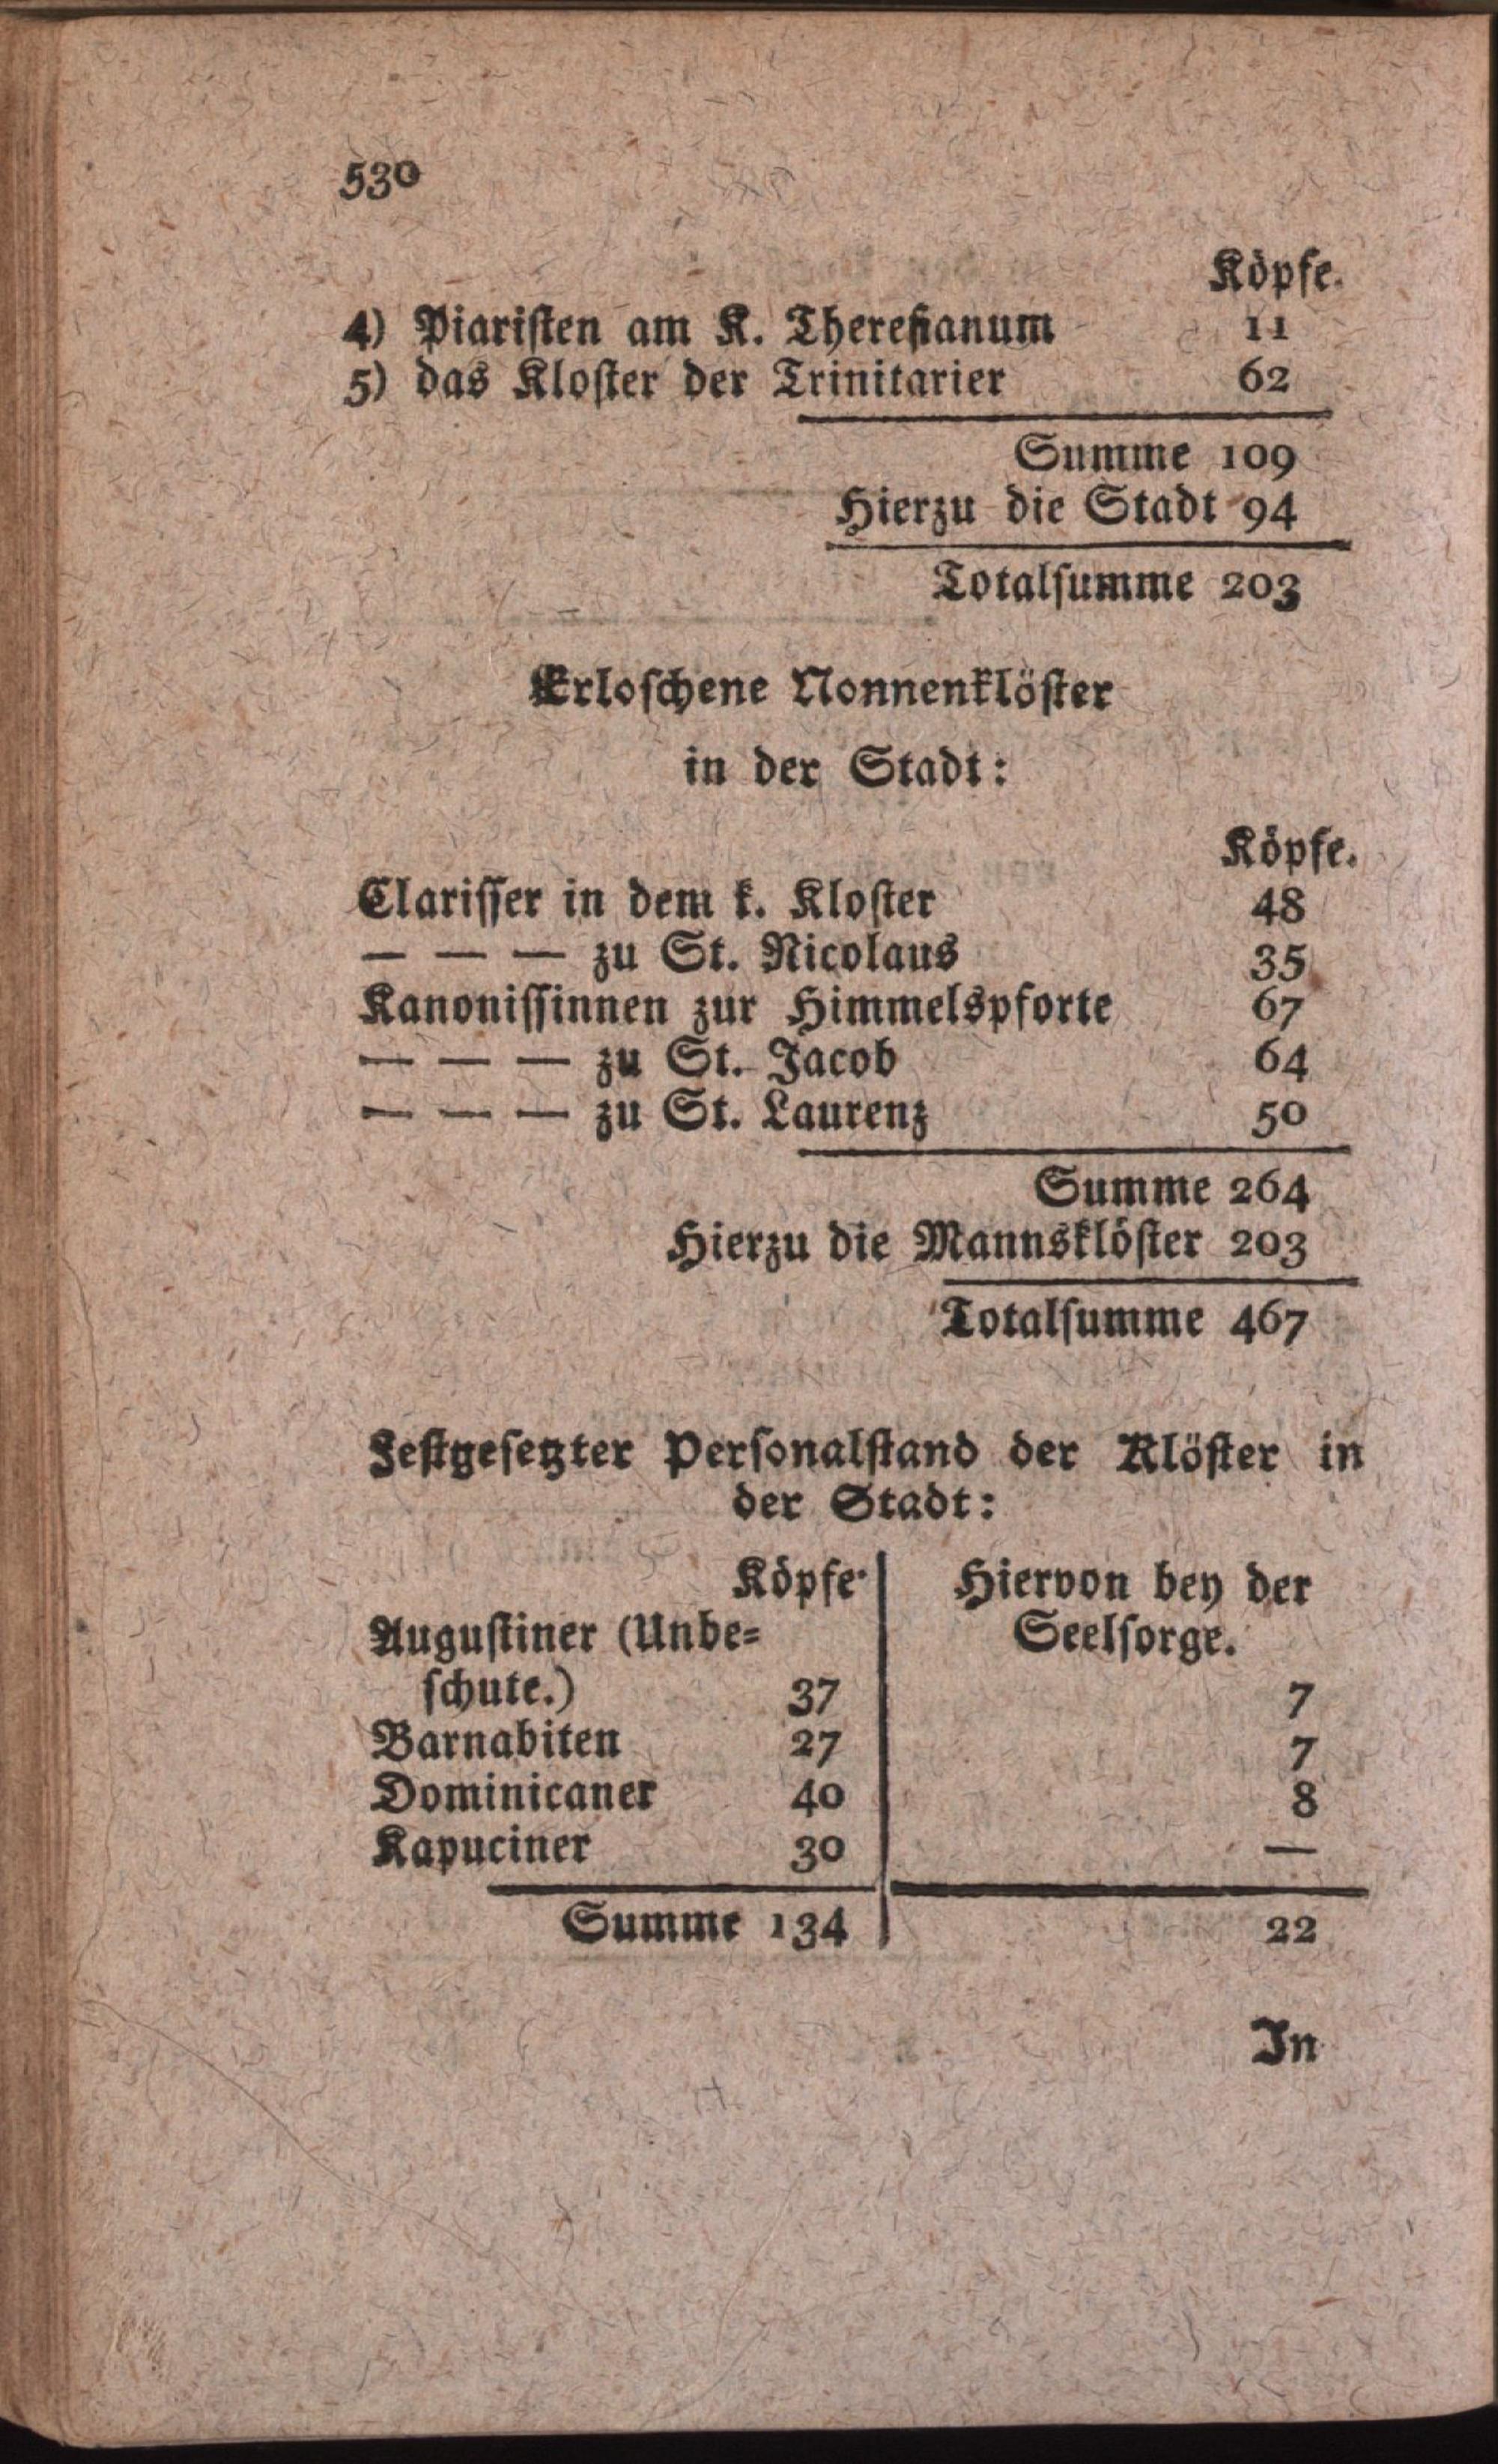 530
Köpfe.
4) Piaristen am K. Theresianum 11
5) das Kloster der Trinitarier 62
Summe 109
Hierzu die Stadt 94
Totalsumme 203
Erloschene Nonnenklöster
in der Stadt:
Köpfe.
Clarisser in dem k. Kloster 48
— — — zu St. Nicolaus 35
Kanonissinnen zur Himmelspforte 67
— — — zu St. Jacob 64
— — — zu St. Laurenz 50
Summe 264
Hierzu die Mannsklöster 203
Totalsumme 467
Festgesetzter Personalstand der Klöster in
der Stadt:
Köpfe. Hiervon bey der
Augustiner (Unbe= Seelsorge.
schute.) 37 7
Barnabiten 27 7
Dominicaner 40 8
Kapuciner 30 —
Summe 134 22
In